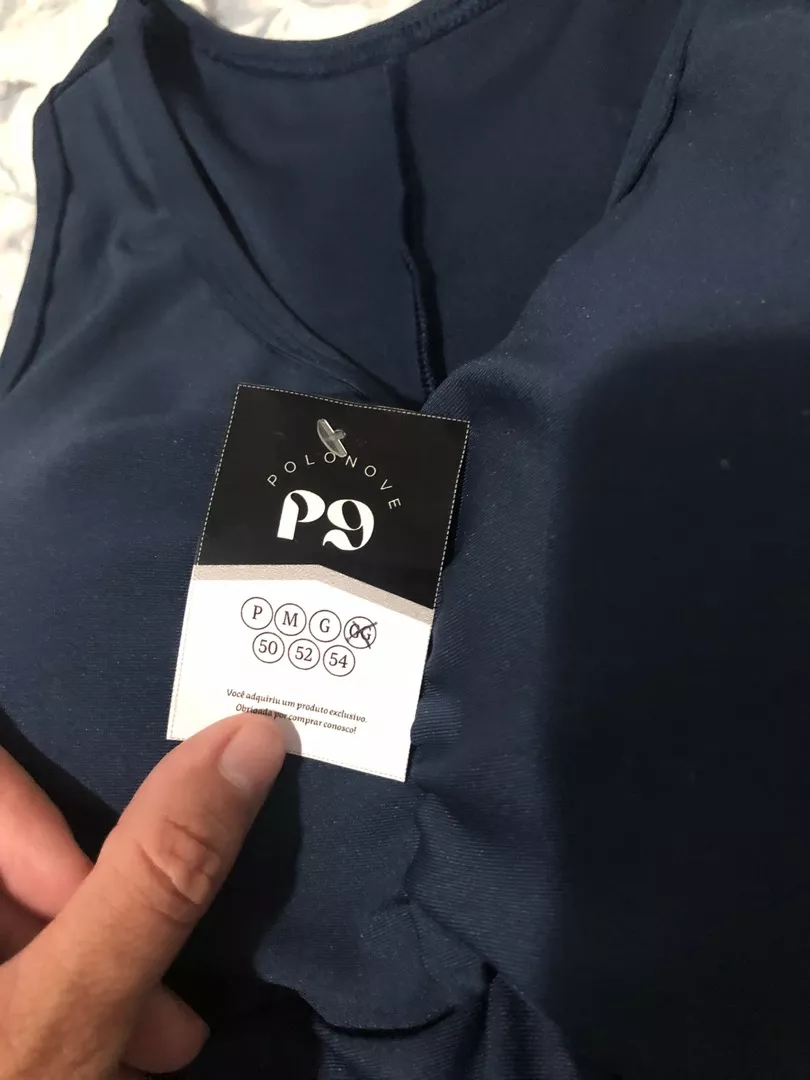 POLONOVE
P9
P M G GG
50 52 54
Você adquiriu um produto exclusivo.
Obrigada por comprar conosco!